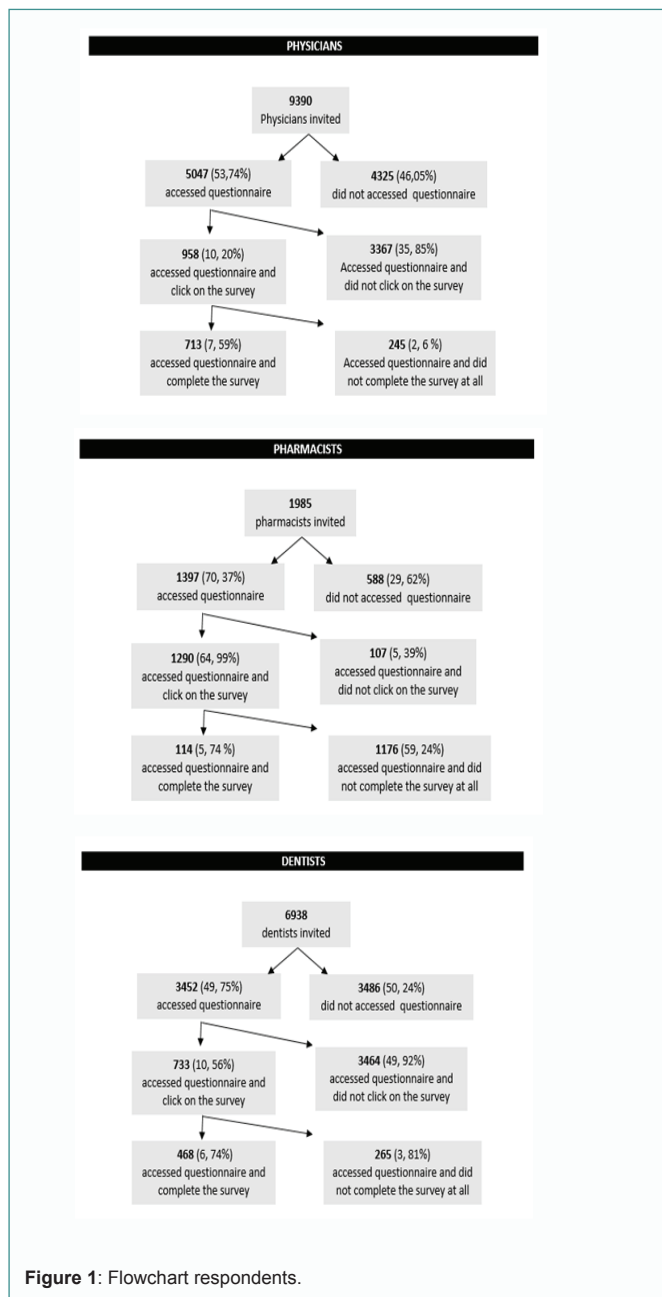 PHYSICIANS
9390
Physicians invited
5047 (53,74%)
accessed questionnaire
4325 (46,05%)
did not accessed questionnaire
958 (10, 20%)
accessed questionnaire and
click on the survey
3367 (35, 85%)
Accessed questionnaire and
did not click on the survey
713 (7, 59%)
accessed questionnaire and
complete the survey
245 (2, 6 %)
Accessed questionnaire and did
not complete the survey at all
PHARMACISTS
1985
pharmacists invited
1397 (70, 37%)
accessed questionnaire
588 (29, 62%)
did not accessed questionnaire
1290 (64, 99%)
accessed questionnaire and
click on the survey
107 (5, 39%)
accessed questionnaire and
did not click on the survey
114 (5, 74 %)
accessed questionnaire and
complete the survey
1176 (59, 24%)
accessed questionnaire and did
not complete the survey at all
DENTISTS
6938
dentists invited
3452 (49, 75%)
accessed questionnaire
3486 (50, 24%)
did not accessed questionnaire
733 (10, 56%)
accessed questionnaire and
click on the survey
3464 (49, 92%)
accessed questionnaire and
did not click on the survey
468 (6, 74%)
accessed questionnaire and
complete the survey
265 (3, 81%)
accessed questionnaire and did
not complete the survey at all
Figure 1: Flowchart respondents.